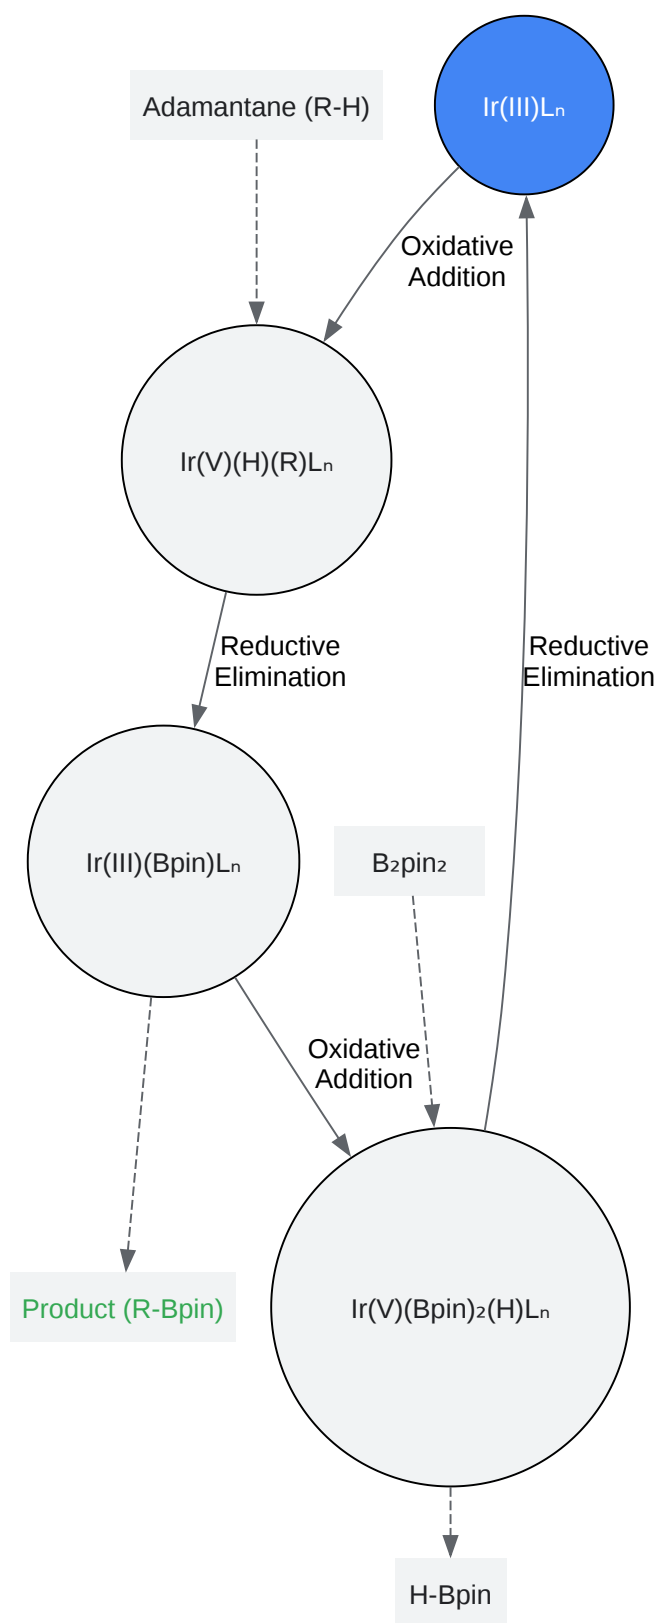 Adamantane (R-H)
Ir(III)Lₙ
Oxidative
Addition
Ir(V)(H)(R)Lₙ
Reductive
Elimination
Reductive
Elimination
Ir(III)(Bpin)Lₙ
B₂pin₂
Oxidative
Addition
Product (R-Bpin)
Ir(V)(Bpin)₂(H)Lₙ
H-Bpin